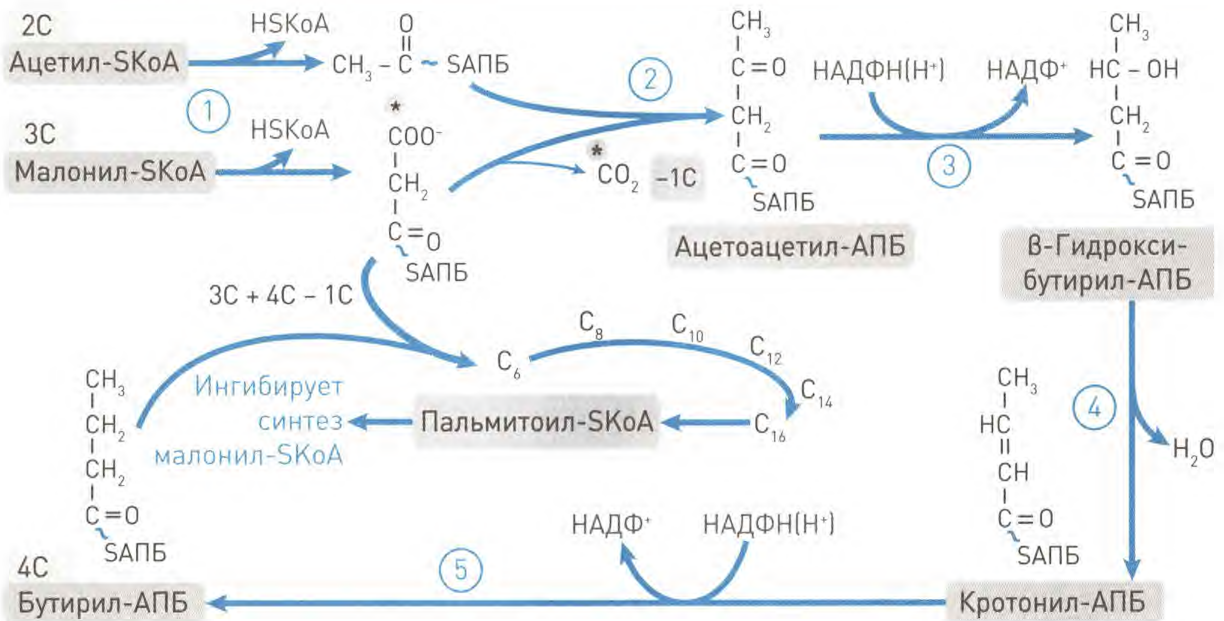 2C
Ацетил-SKoA
HSKoA
O
CH₃ – C ~ SАПБ
1
3C
Малонил-SKoA
HSKoA
*
COO⁻
CH₂
C=O
SАПБ
2
*
CO₂ –1C
CH₃
C=O
CH₂
C=O
SАПБ
Ацетоацетил-АПБ
НАДФН(Н⁺)
НАДФ⁺
3
CH₃
HC – OH
CH₂
C=O
SАПБ
β-Гидрокси-
бутирил-АПБ
4
H₂O
CH₃
HC
CH
C=O
SАПБ
Кротонил-АПБ
НАДФ⁺
НАДФН(Н⁺)
5
CH₃
CH₂
CH₂
C=O
SАПБ
4C
Бутирил-АПБ
3C + 4C – 1C
C₆
C₈
C₁₀
C₁₂
C₁₄
C₁₆
Пальмитоил-SKoA
Ингибирует
синтез
малонил-SKoA